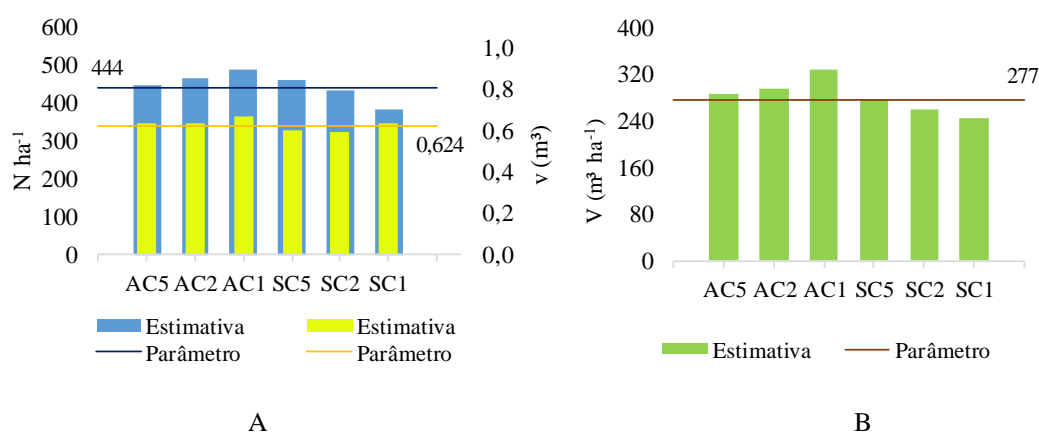 600
500
400
300
200
100
0
N ha⁻¹
444
1,0
0,8
0,6
0,4
0,2
0,0
v (m³)
0,624
AC5 AC2 AC1 SC5 SC2 SC1
Estimativa Estimativa
Parâmetro Parâmetro
A
400
320
240
160
80
0
V (m³ ha⁻¹)
277
AC5 AC2 AC1 SC5 SC2 SC1
Estimativa Parâmetro
B